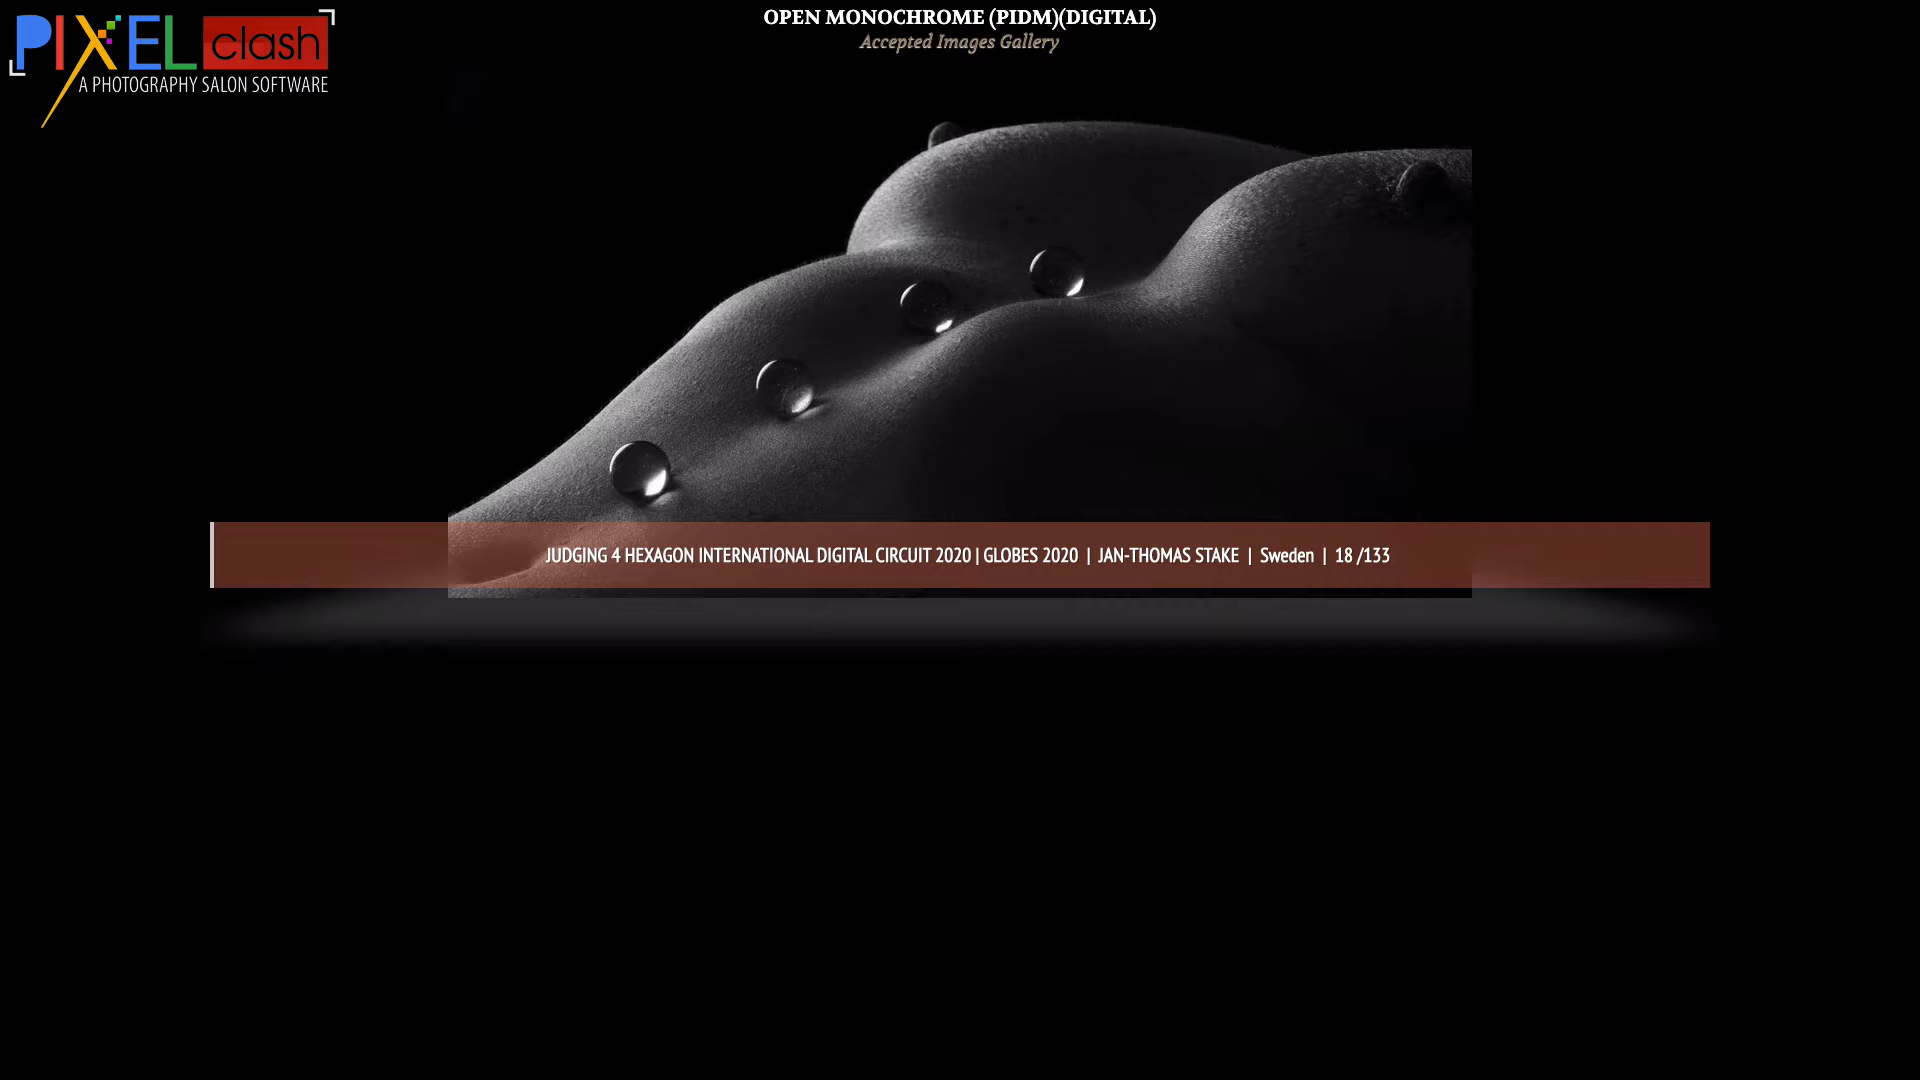 PIXEL clash
A PHOTOGRAPHY SALON SOFTWARE
OPEN MONOCHROME (PIDM)(DIGITAL)
Accepted Images Gallery
JUDGING 4 HEXAGON INTERNATIONAL DIGITAL CIRCUIT 2020 | GLOBES 2020 | JAN-THOMAS STAKE | Sweden | 18 /133